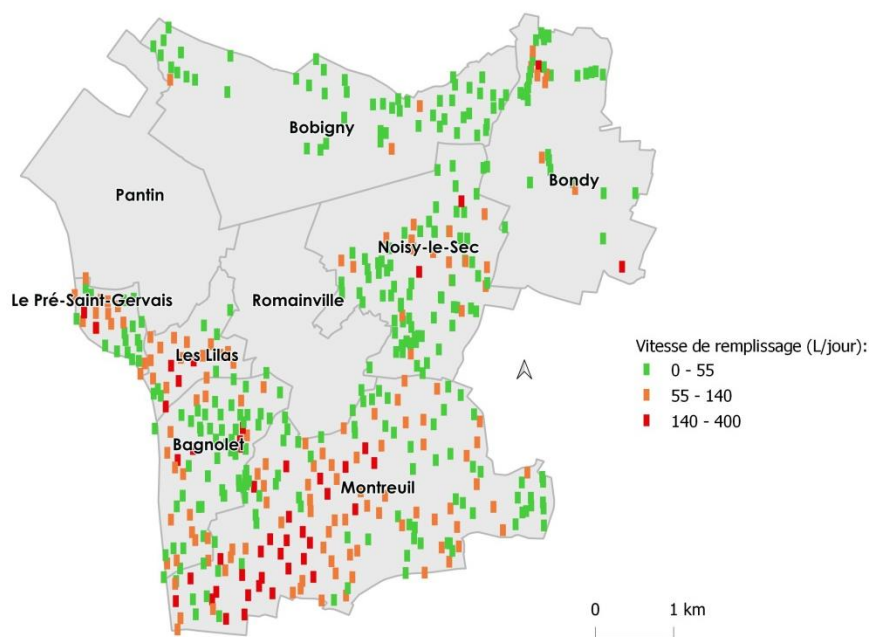 Bobigny
Bondy
Pantin
Noisy-le-Sec
Le Pré-Saint-Gervais
Romainville
Les Lilas
Vitesse de remplissage (L/jour):
0 - 55
55 - 140
140 - 400
Bagnolet
Montreuil
0 1 km